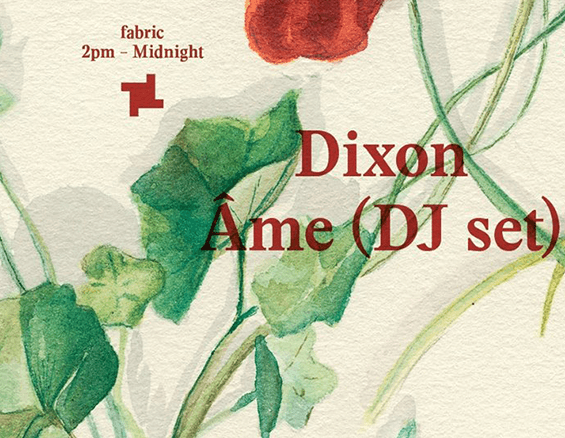 fabric
2pm – Midnight
Dixon
Âme (DJ set)